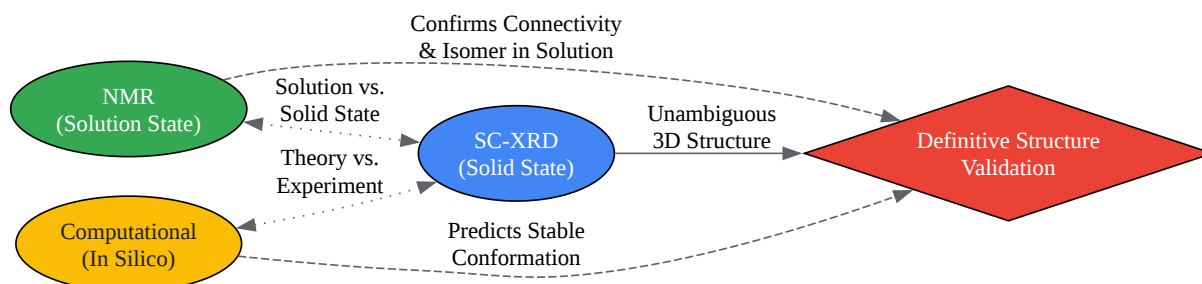 Confirms Connectivity
& Isomer in Solution
NMR
(Solution State)
Solution vs.
Solid State
SC-XRD
(Solid State)
Unambiguous
3D Structure
Definitive Structure
Validation
Theory vs.
Experiment
Computational
(In Silico)
Predicts Stable
Conformation